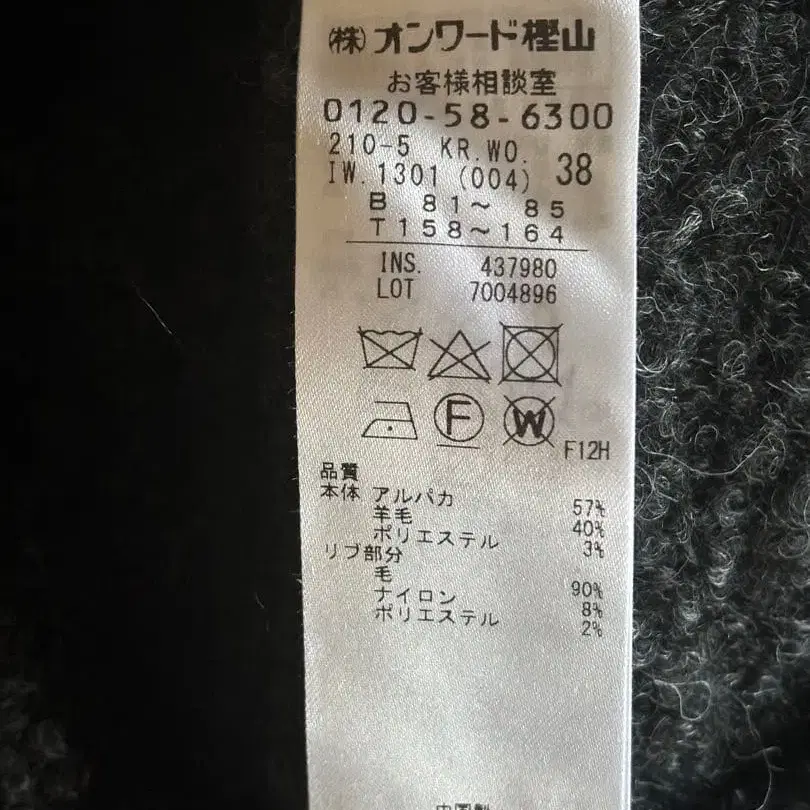 (株)オンワード樫山
お客様相談室
0120-58-6300
210-5 KR.WO.
IW.1301 (004) 38
B 81～ 85
T158～164
INS. 437980
LOT 7004896
F
W
F12H
品質
本体 アルパカ 57%
羊毛 40%
ポリエステル 3%
リブ部分
毛 90%
ナイロン 8%
ポリエステル 2%